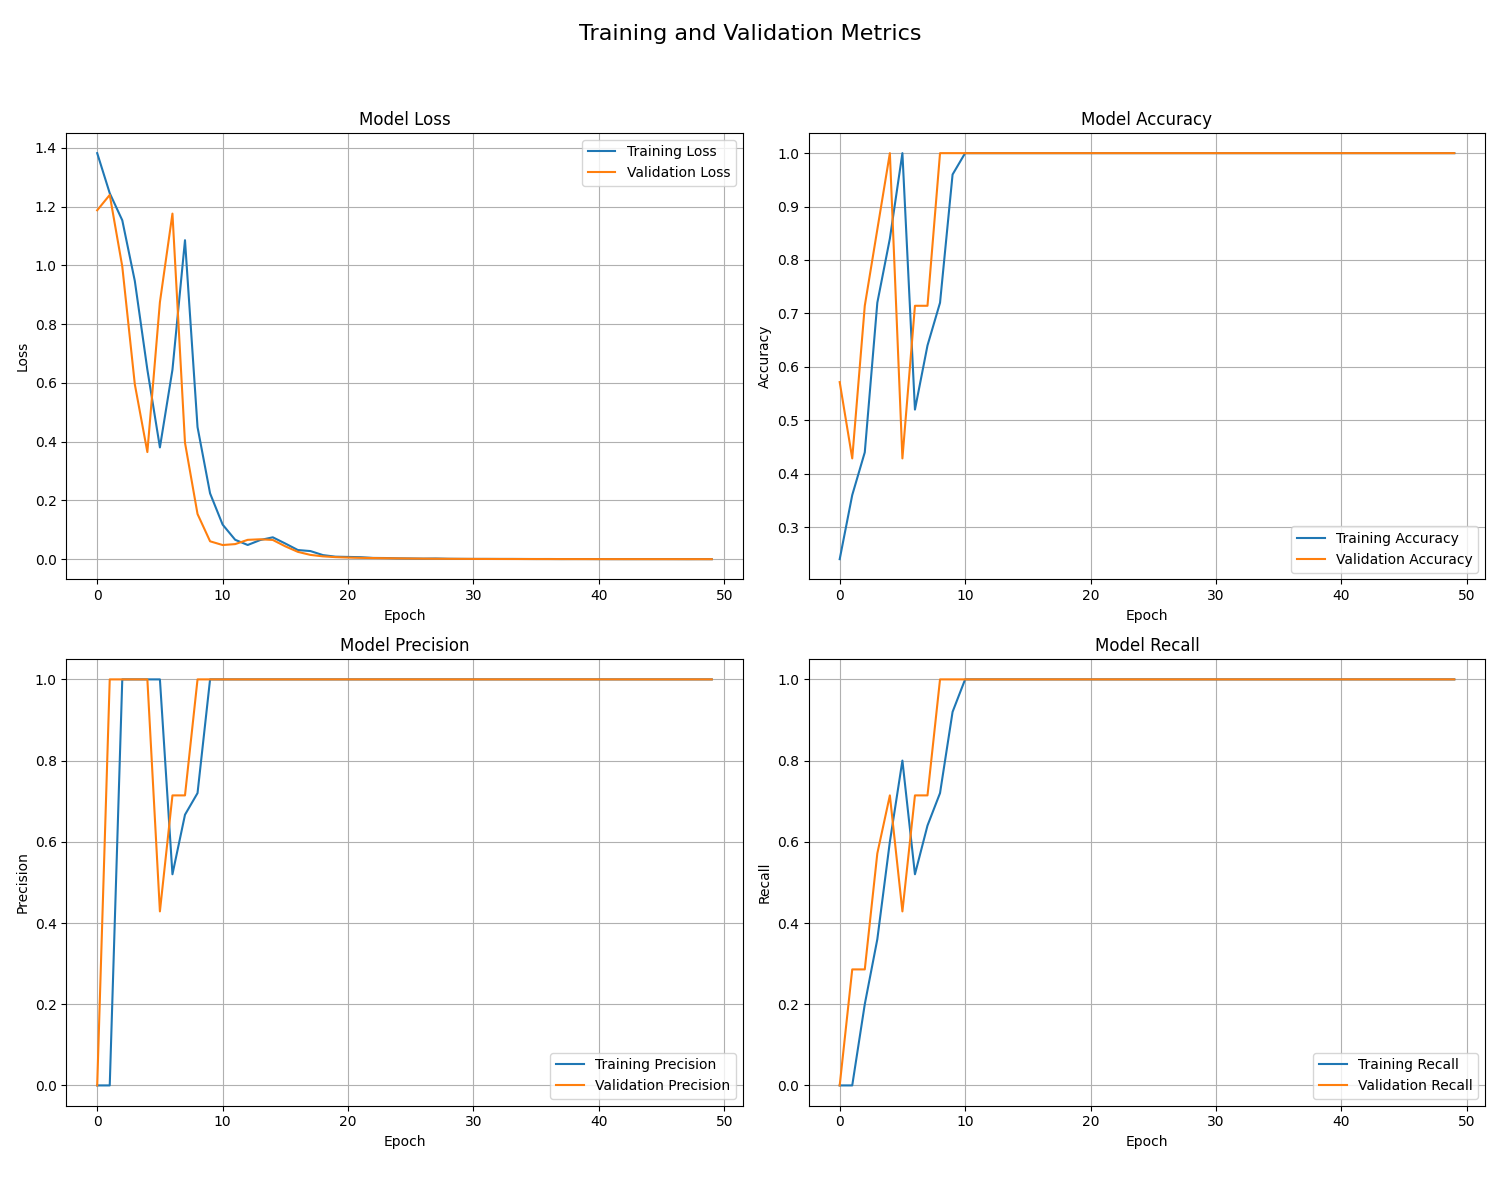 Training and Validation Metrics
Model Loss
1.4
1.2
1.0
0.8
0.6
0.4
0.2
0.0
Loss
Training Loss
Validation Loss
0 10 20 30 40 50
Epoch
Model Accuracy
1.0
0.9
0.8
0.7
0.6
0.5
0.4
0.3
Accuracy
Training Accuracy
Validation Accuracy
0 10 20 30 40 50
Epoch
Model Precision
1.0
0.8
0.6
0.4
0.2
0.0
Precision
Training Precision
Validation Precision
0 10 20 30 40 50
Epoch
Model Recall
1.0
0.8
0.6
0.4
0.2
0.0
Recall
Training Recall
Validation Recall
0 10 20 30 40 50
Epoch